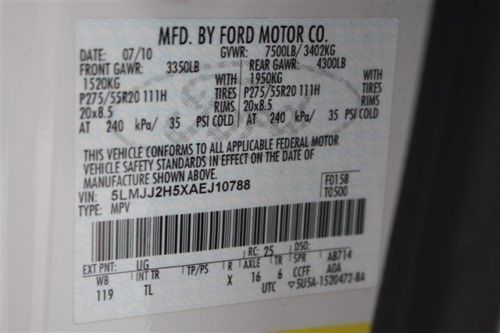 MFD. BY FORD MOTOR CO.
DATE: 07/10 GVWR: 7500LB/ 3402KG
FRONT GAWR: 3350LB REAR GAWR: 4300LB
1520KG 1950KG
P275/55R20 111H TIRES P275/55R20 111H TIRES
20x8.5 RIMS 20x8.5 RIMS
AT 240 kPa/ 35 PSI COLD AT 240 kPa/ 35 PSI COLD
THIS VEHICLE CONFORMS TO ALL APPLICABLE FEDERAL MOTOR
VEHICLE SAFETY STANDARDS IN EFFECT ON THE DATE OF
MANUFACTURE SHOWN ABOVE.
VIN: 5LMJJ2H5XAEJ10788 F0158
TYPE: MPV T0500
EXT PNT: UG RC: 25 DSO:
WB INT TR TP/PS R AXLE TR SPR AB714
119 TL X 16 6 CCFF AOA
UTC 5U5A-1520472-BA